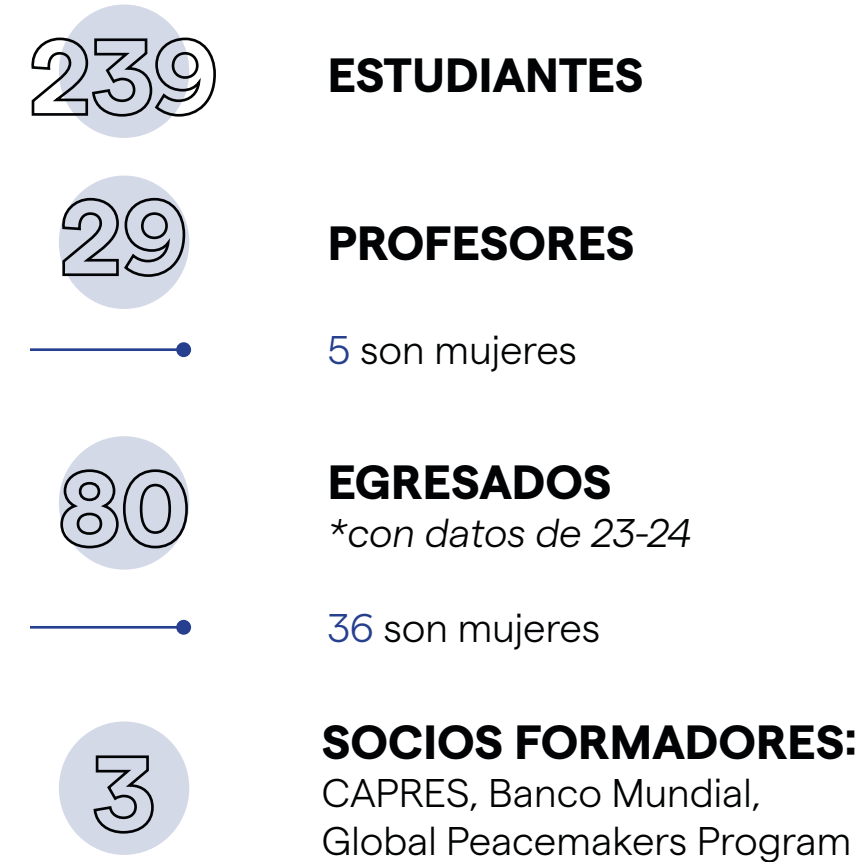 239 ESTUDIANTES
29 PROFESORES
5 son mujeres
80 EGRESADOS
*con datos de 23-24
36 son mujeres
3 SOCIOS FORMADORES:
CAPRES, Banco Mundial,
Global Peacemakers Program